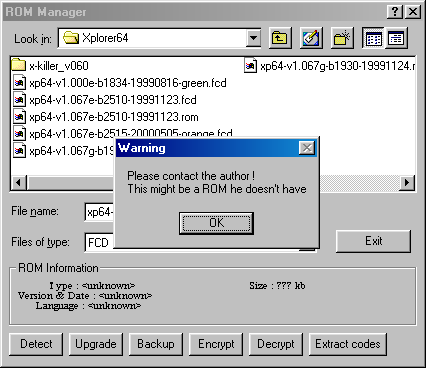 ROM Manager
Look in: Xplorer64
x-killer_v060
xp64-v1.000e-b1834-19990816-green.fcd
xp64-v1.067e-b2510-19991123.fcd
xp64-v1.067e-b2510-19991123.rom
xp64-v1.067e-b2515-20000505-orange.fcd
xp64-v1.067g-b19
xp64-v1.067g-b1930-19991124.r
Warning
Please contact the author !
This might be a ROM he doesn't have
OK
File name: xp64-
Files of type: FCD
Exit
ROM Information
Type : <unknown>
Size : ??? kb
Version & Date : <unknown>
Language : <unknown>
Detect Upgrade Backup Encrypt Decrypt Extract codes